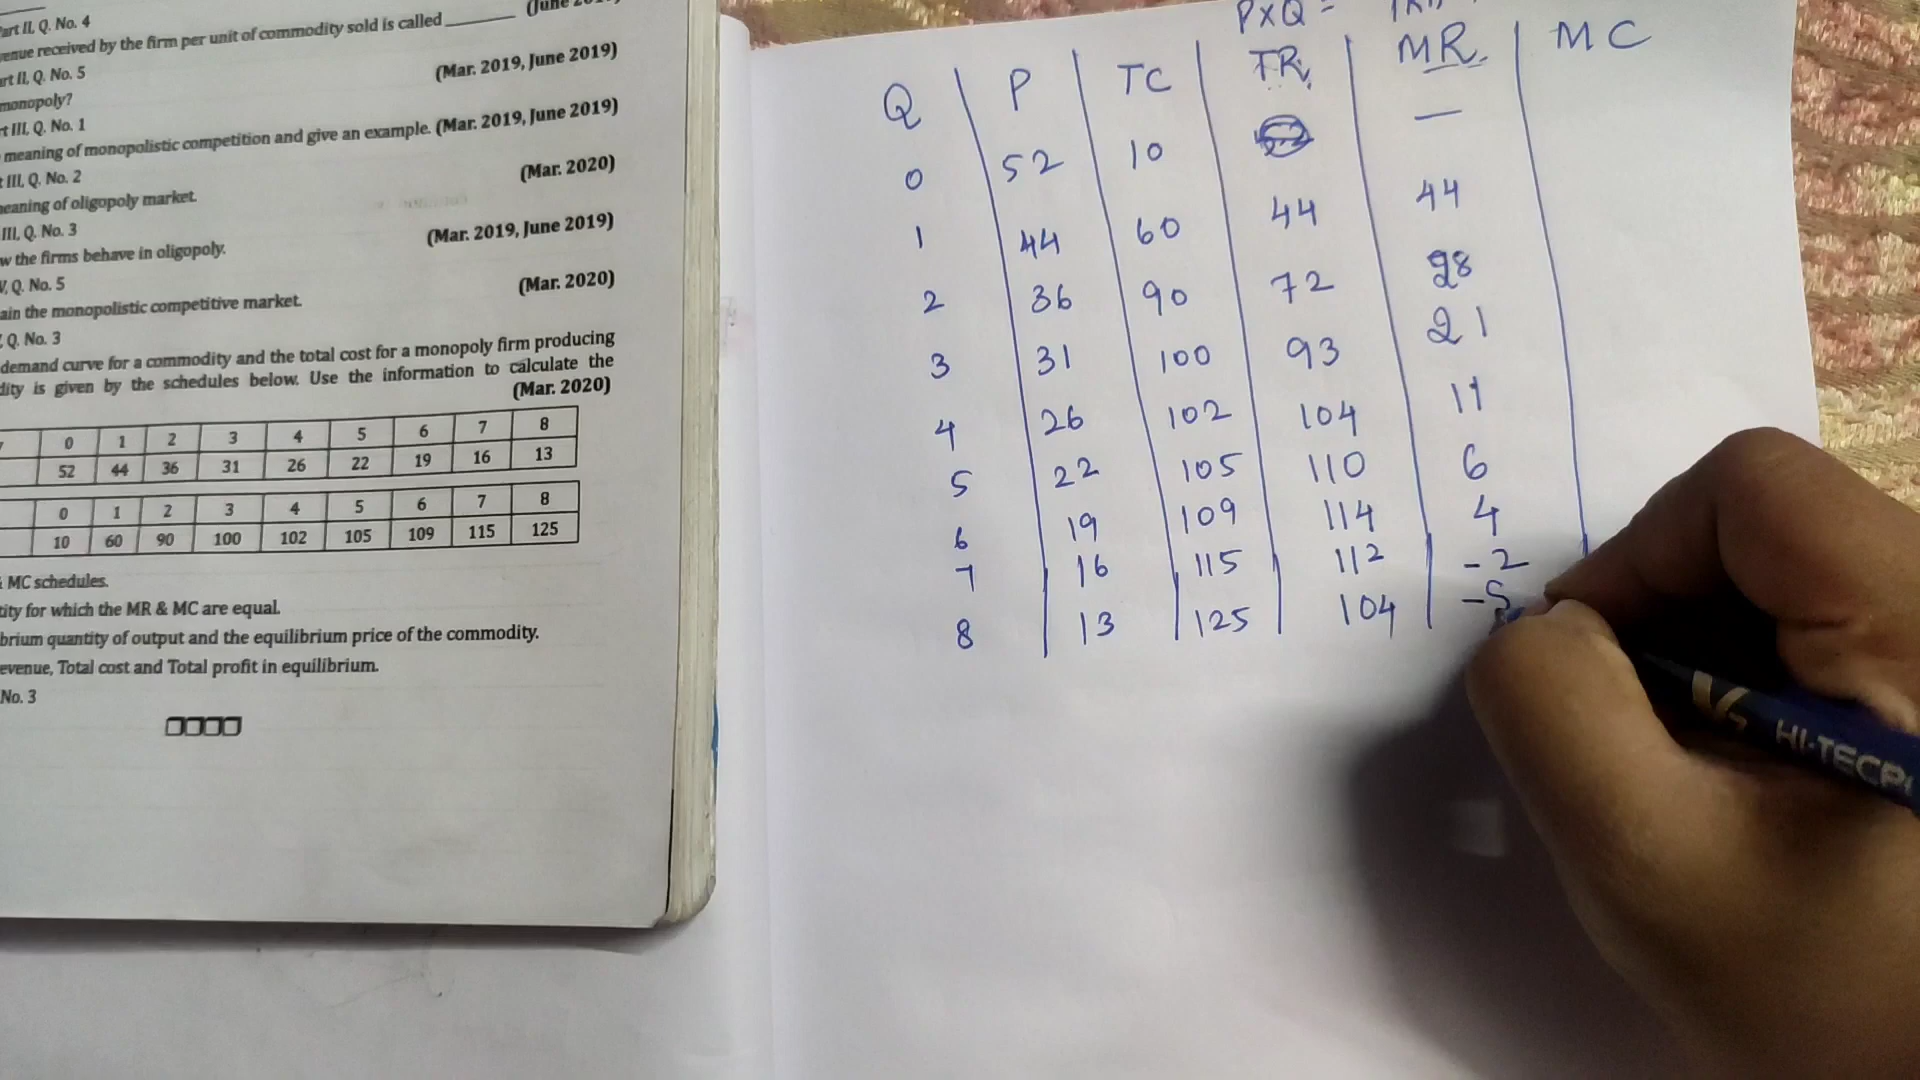 art II, Q. No. 4
venue received by the firm per unit of commodity sold is called ______
art II, Q. No. 5
(Mar. 2019, June 2019)
monopoly?
t III, Q. No. 1
meaning of monopolistic competition and give an example. (Mar. 2019, June 2019)
t III, Q. No. 2
(Mar. 2020)
meaning of oligopoly market.
III, Q. No. 3
(Mar. 2019, June 2019)
w the firms behave in oligopoly.
V, Q. No. 5
(Mar. 2020)
ain the monopolistic competitive market.
Q. No. 3
demand curve for a commodity and the total cost for a monopoly firm producing
dity is given by the schedules below. Use the information to calculate the
(Mar. 2020)
0 1 2 3 4 5 6 7 8
52 44 36 31 26 22 19 16 13
0 1 2 3 4 5 6 7 8
10 60 90 100 102 105 109 115 125
MC schedules.
tity for which the MR & MC are equal.
brium quantity of output and the equilibrium price of the commodity.
evenue, Total cost and Total profit in equilibrium.
No. 3
P x Q =
Q P TC TR MR MC
0 52 10 —
1 44 60 44 44
2 36 90 72 28
3 31 100 93 21
4 26 102 104 11
5 22 105 110 6
6 19 109 114 4
7 16 115 112 -2
8 13 125 104
HI-TECP